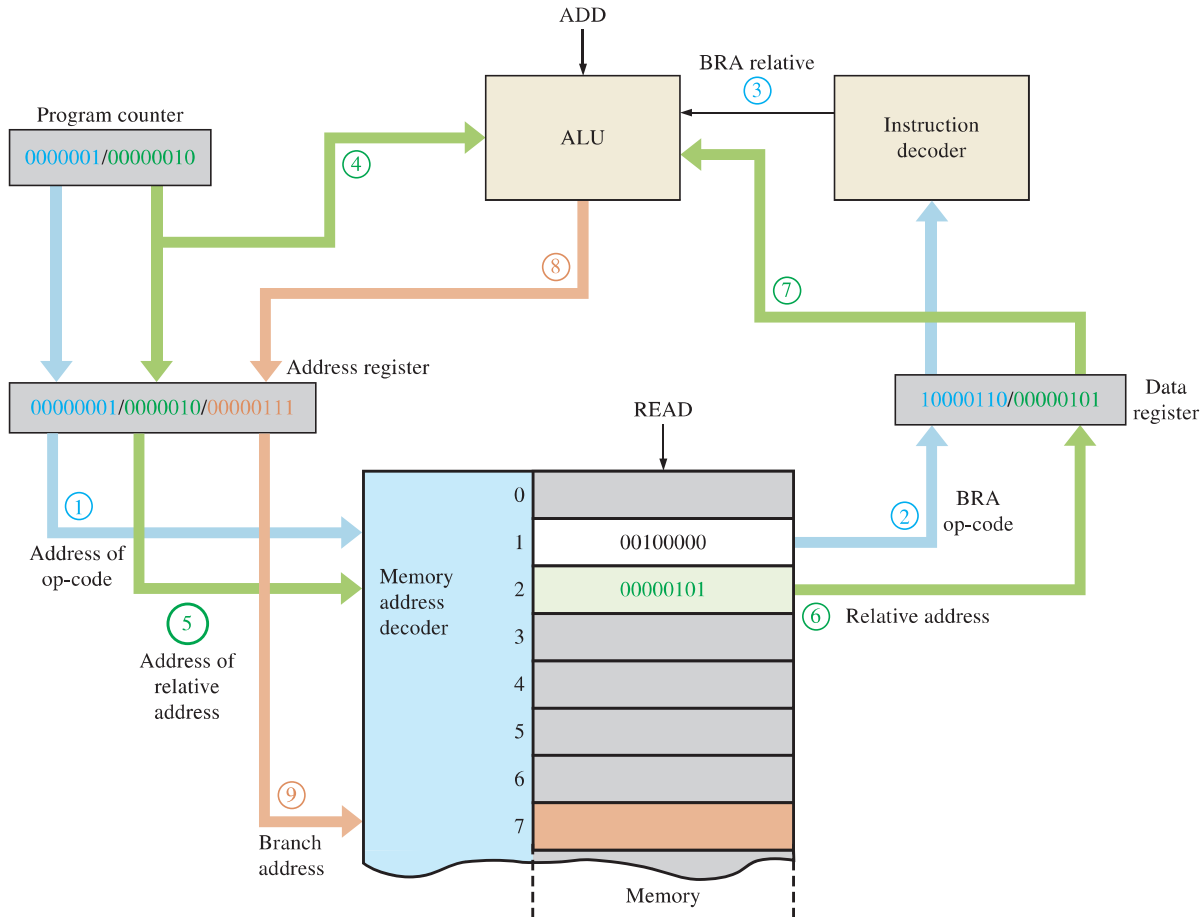 ADD
BRA relative
3
Program counter
0000001/00000010
ALU
Instruction
decoder
4
8
7
Address register
00000001/0000010/00000111
10000110/00000101
Data
register
READ
1
Address of
op-code
0
2
BRA
op-code
1
00100000
Memory
address
decoder
2
00000101
5
6
Relative address
Address of
relative
address
3
4
5
6
9
7
Branch
address
Memory